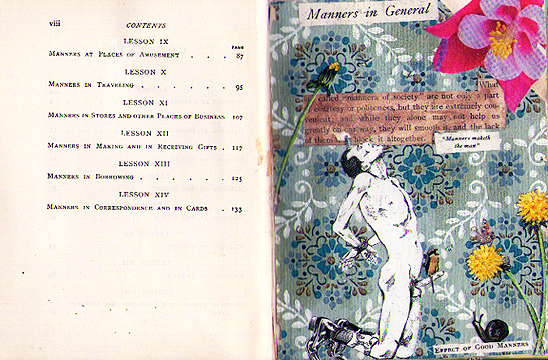 viii CONTENTS
LESSON IX
PAGE
MANNERS AT PLACES OF AMUSEMENT . . . 87
LESSON X
MANNERS IN TRAVELING . . . . . . . 95
LESSON XI
MANNERS IN STORES AND OTHER PLACES OF BUSINESS 107
LESSON XII
MANNERS IN MAKING AND IN RECEIVING GIFTS . 117
LESSON XIII
MANNERS IN BORROWING . . . . . . . 125
LESSON XIV
MANNERS IN CORRESPONDENCE AND IN CARDS . 133
Manners in General
What
called "manners of society" are not only a part
courtesy or politeness, but they are extremely con-
venient; and while they alone may not help us
greatly on our way, they will smooth it, and the lack
of them block it altogether.
"Manners maketh
the man"
EFFECT OF GOOD MANNERS